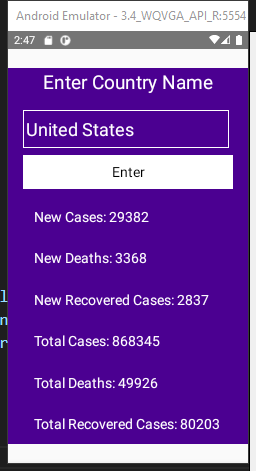 Android Emulator - 3.4_WQVGA_API_R:5554
2:47
Enter Country Name
United States
Enter
New Cases: 29382
New Deaths: 3368
New Recovered Cases: 2837
Total Cases: 868345
Total Deaths: 49926
Total Recovered Cases: 80203